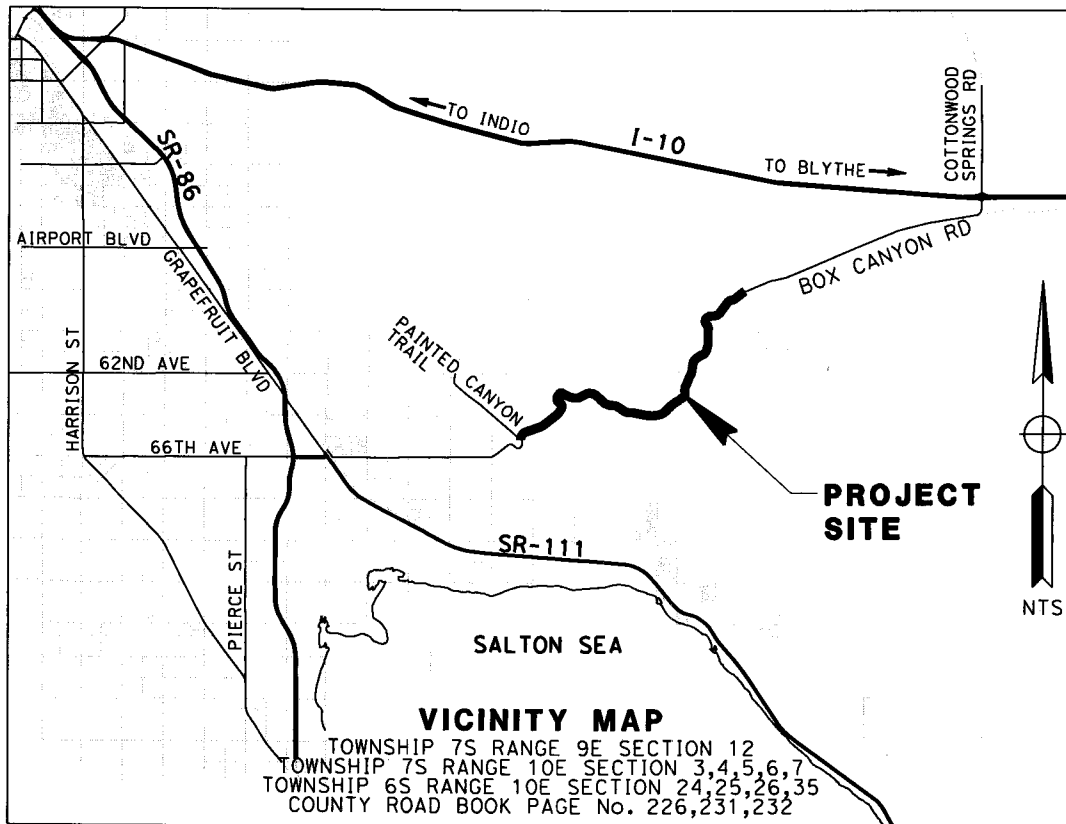 COTTONWOOD
SPRINGS RD
TO INDIO
I-10
TO BLYTHE
SR-86
AIRPORT BLVD
GRAPEFRUIT BLVD
BOX CANYON RD
HARRISON ST
62ND AVE
PAINTED CANYON
TRAIL
66TH AVE
PROJECT
SITE
SR-111
PIERCE ST
NTS
SALTON SEA
VICINITY MAP
TOWNSHIP 7S RANGE 9E SECTION 12
TOWNSHIP 7S RANGE 10E SECTION 3,4,5,6,7
TOWNSHIP 6S RANGE 10E SECTION 24,25,26,35
COUNTY ROAD BOOK PAGE No. 226,231,232